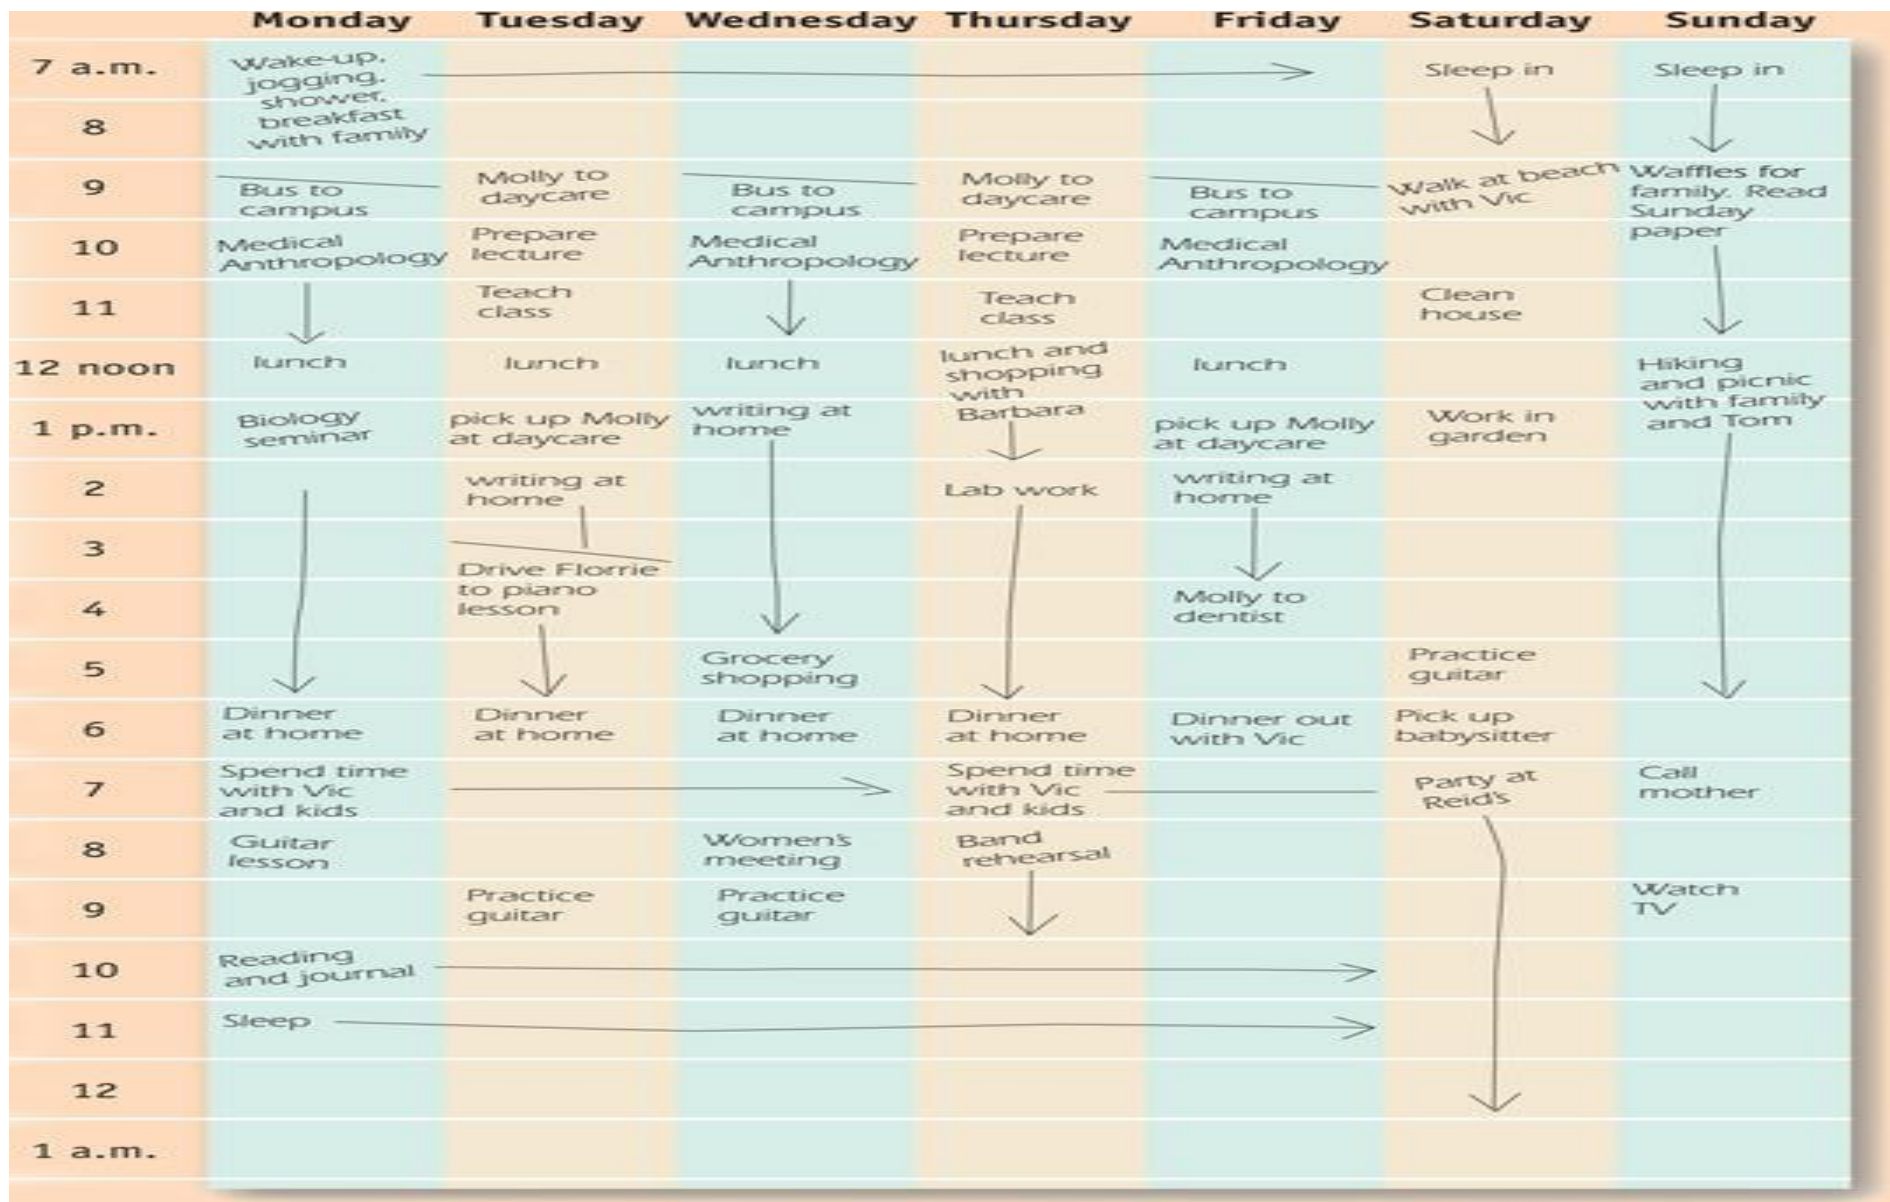 Monday Tuesday Wednesday Thursday Friday Saturday Sunday
7 a.m.
Wake-up,
jogging,
shower,
breakfast
with family
Sleep in
Sleep in
8
9
Bus to
campus
Molly to
daycare
Bus to
campus
Molly to
daycare
Bus to
campus
Walk at beach
with Vic
Waffles for
family. Read
Sunday
paper
10
Medical
Anthropology
Prepare
lecture
Medical
Anthropology
Prepare
lecture
Medical
Anthropology
11
Teach
class
Teach
class
Clean
house
12 noon
lunch
lunch
lunch
lunch and
shopping
with
Barbara
lunch
Hiking
and picnic
with family
and Tom
1 p.m.
Biology
seminar
pick up Molly
at daycare
writing at
home
pick up Molly
at daycare
Work in
garden
2
writing at
home
Lab work
writing at
home
3
Drive Florrie
to piano
lesson
4
Molly to
dentist
5
Grocery
shopping
Practice
guitar
6
Dinner
at home
Dinner
at home
Dinner
at home
Dinner
at home
Dinner out
with Vic
Pick up
babysitter
7
Spend time
with Vic
and kids
Spend time
with Vic
and kids
Party at
Reid's
Call
mother
8
Guitar
lesson
Women's
meeting
Band
rehearsal
9
Practice
guitar
Practice
guitar
Watch
TV
10
Reading
and journal
11
Sleep
12
1 a.m.